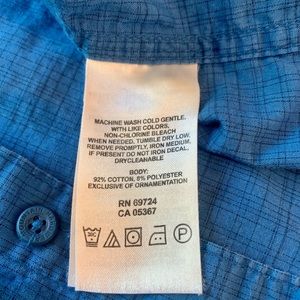 MACHINE WASH COLD GENTLE,
WITH LIKE COLORS,
NON-CHLORINE BLEACH
WHEN NEEDED, TUMBLE DRY LOW.
REMOVE PROMPTLY, IRON MEDIUM,
IF PRESENT DO NOT IRON DECAL,
DRYCLEANABLE
BODY:
92% COTTON, 8% POLYESTER
EXCLUSIVE OF ORNAMENTATION
RN 69724
CA 05367
30C P